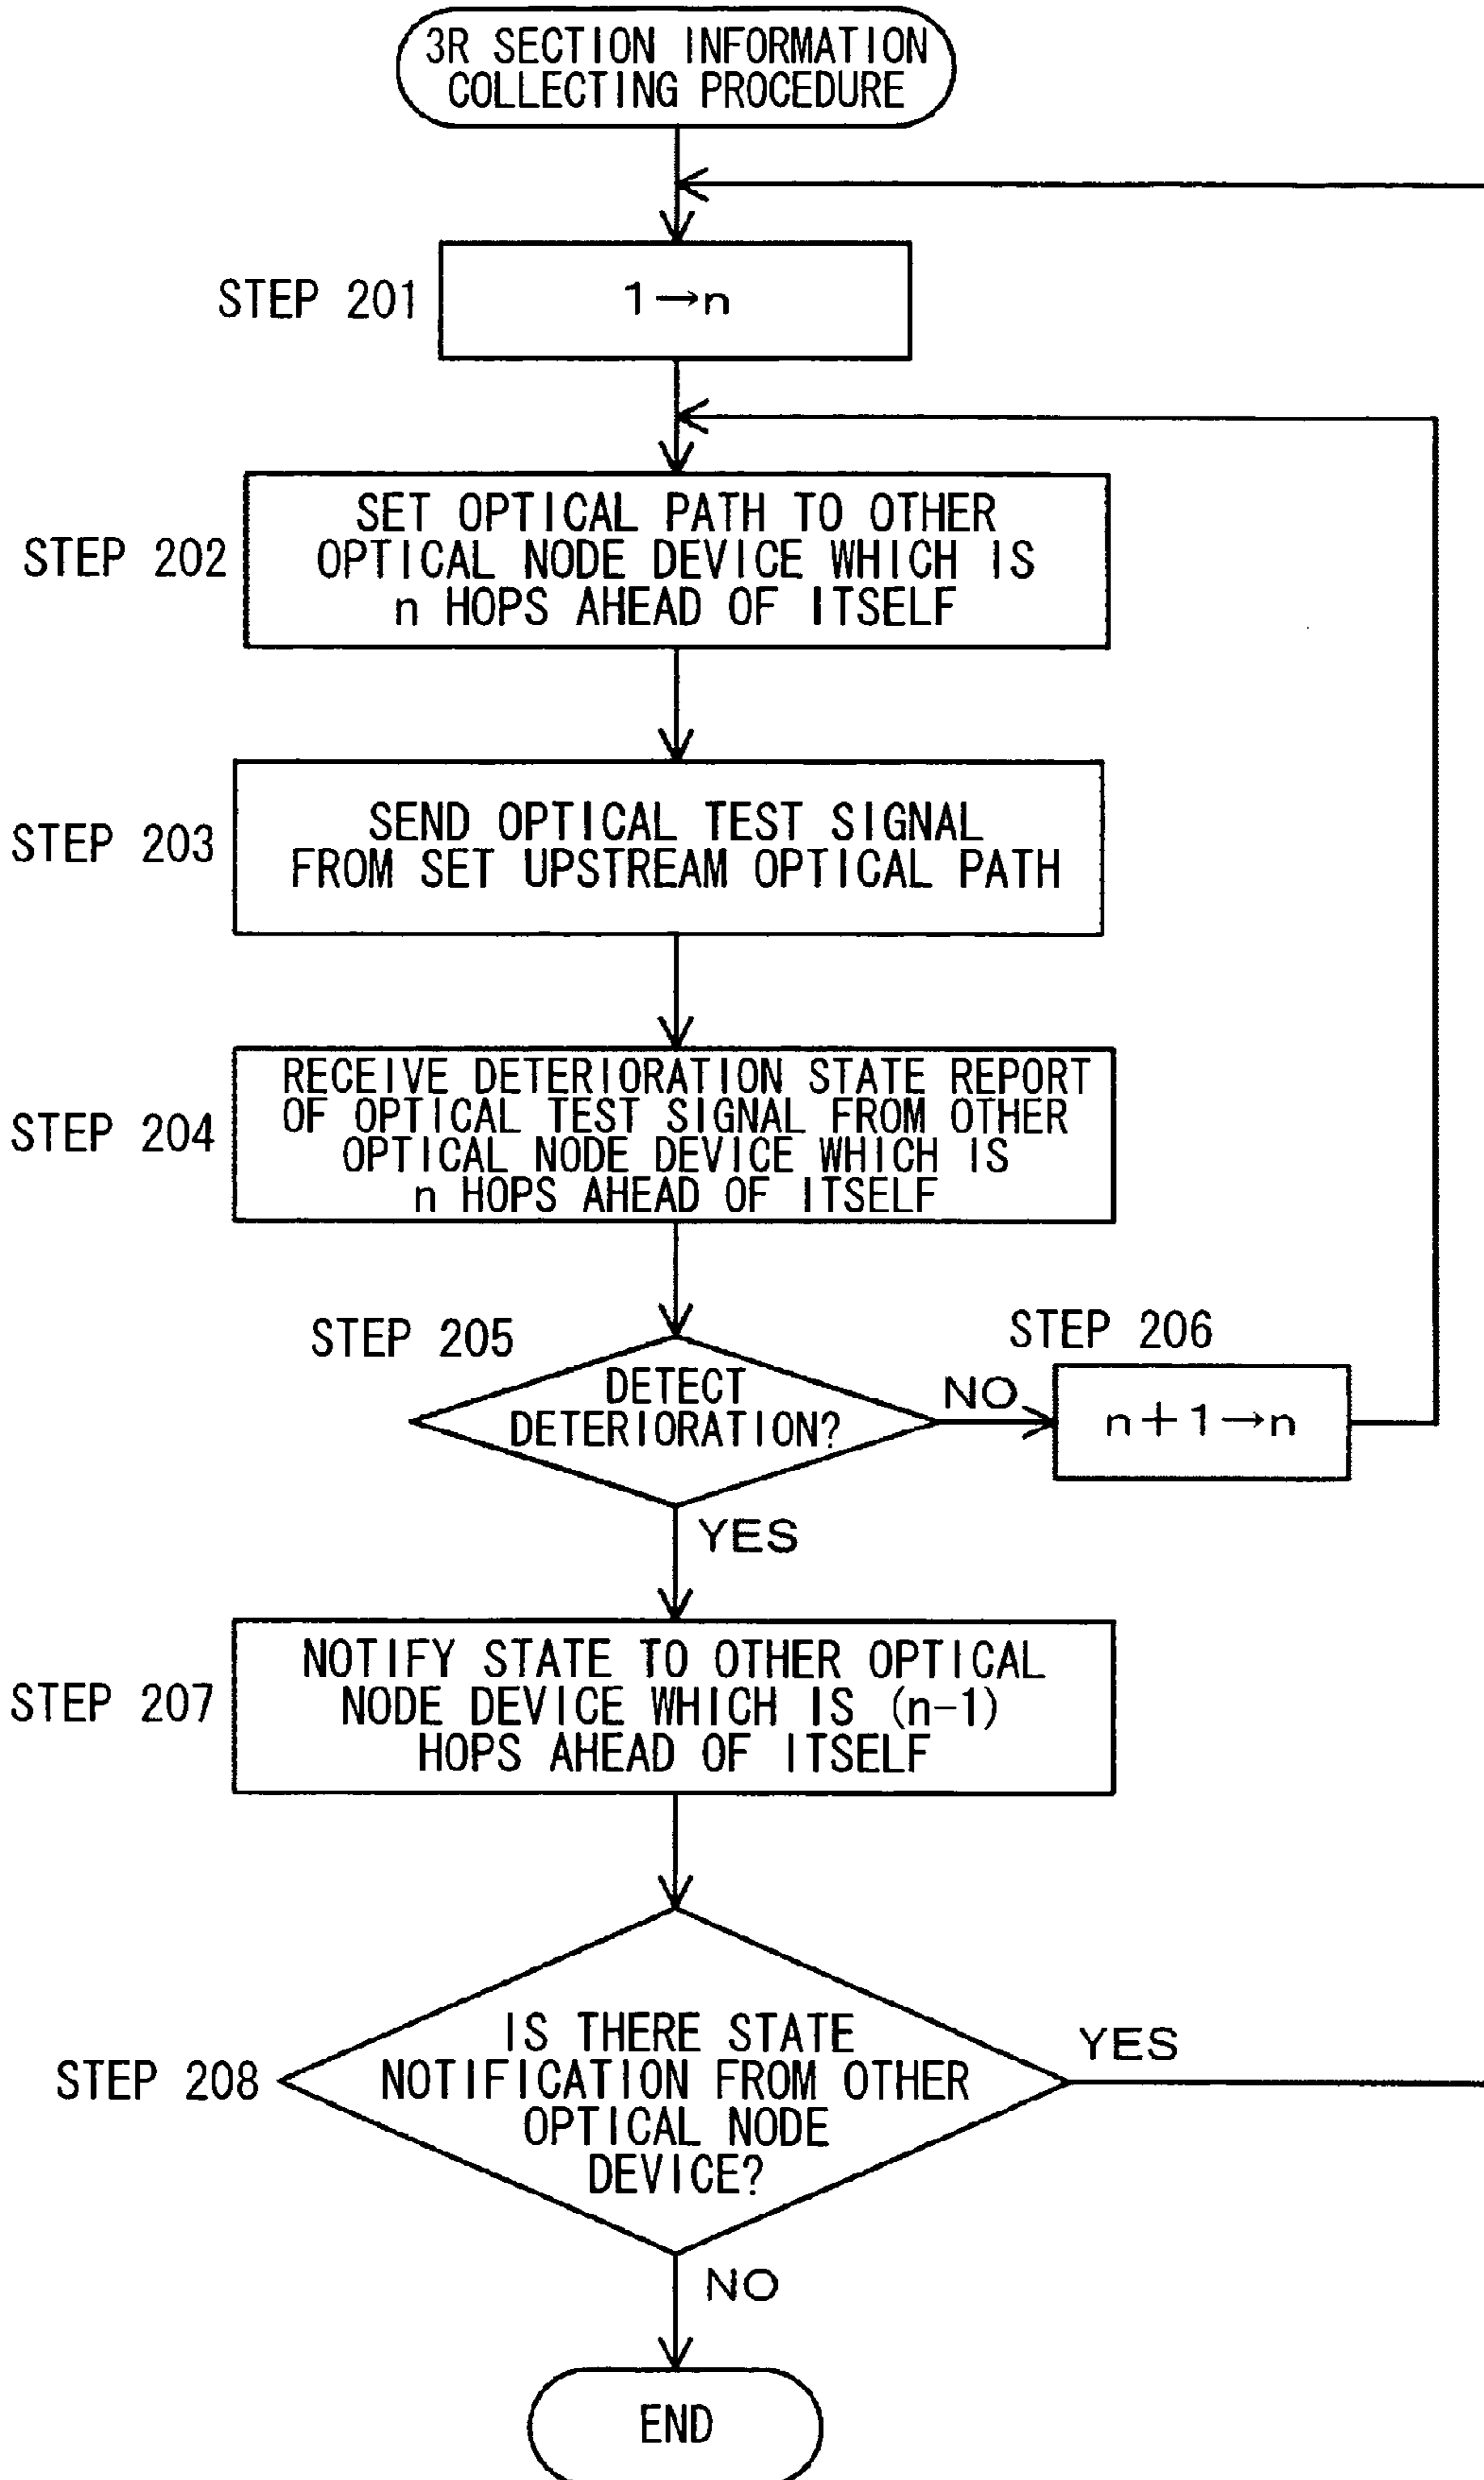 3R SECTION INFORMATION
COLLECTING PROCEDURE
STEP 201
1→n
STEP 202
SET OPTICAL PATH TO OTHER
OPTICAL NODE DEVICE WHICH IS
n HOPS AHEAD OF ITSELF
STEP 203
SEND OPTICAL TEST SIGNAL
FROM SET UPSTREAM OPTICAL PATH
STEP 204
RECEIVE DETERIORATION STATE REPORT
OF OPTICAL TEST SIGNAL FROM OTHER
OPTICAL NODE DEVICE WHICH IS
n HOPS AHEAD OF ITSELF
STEP 205
DETECT
DETERIORATION?
NO
STEP 206
n+1→n
YES
STEP 207
NOTIFY STATE TO OTHER OPTICAL
NODE DEVICE WHICH IS (n-1)
HOPS AHEAD OF ITSELF
STEP 208
IS THERE STATE
NOTIFICATION FROM OTHER
OPTICAL NODE
DEVICE?
YES
NO
END